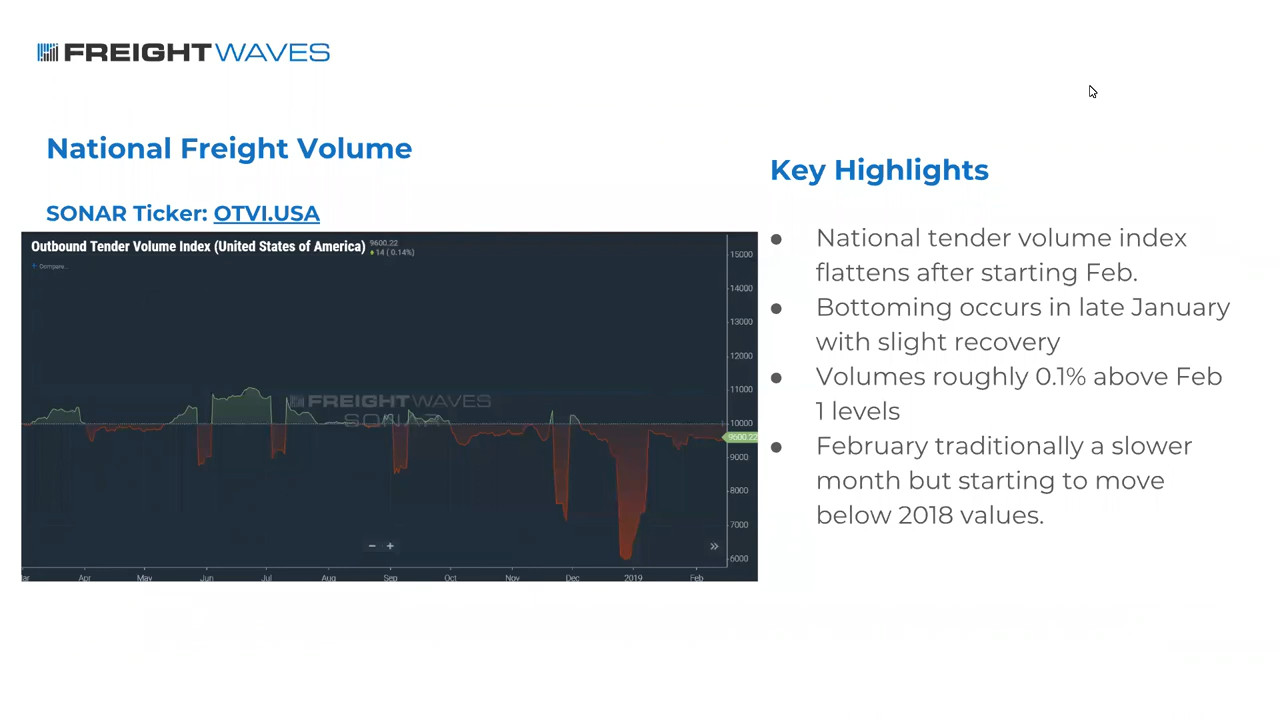 FREIGHTWAVES
National Freight Volume
SONAR Ticker: OTVI.USA
Outbound Tender Volume Index (United States of America)
9600.22
14 ( 0.14%)
Compare...
15000
14000
13000
12000
11000
10000
9600.22
9000
8000
7000
6000
FREIGHTWAVES
SONAR
Apr May Jun Jul Aug Sep Oct Nov Dec 2019 Feb
Key Highlights
● National tender volume index
flattens after starting Feb.
● Bottoming occurs in late January
with slight recovery
● Volumes roughly 0.1% above Feb
1 levels
● February traditionally a slower
month but starting to move
below 2018 values.